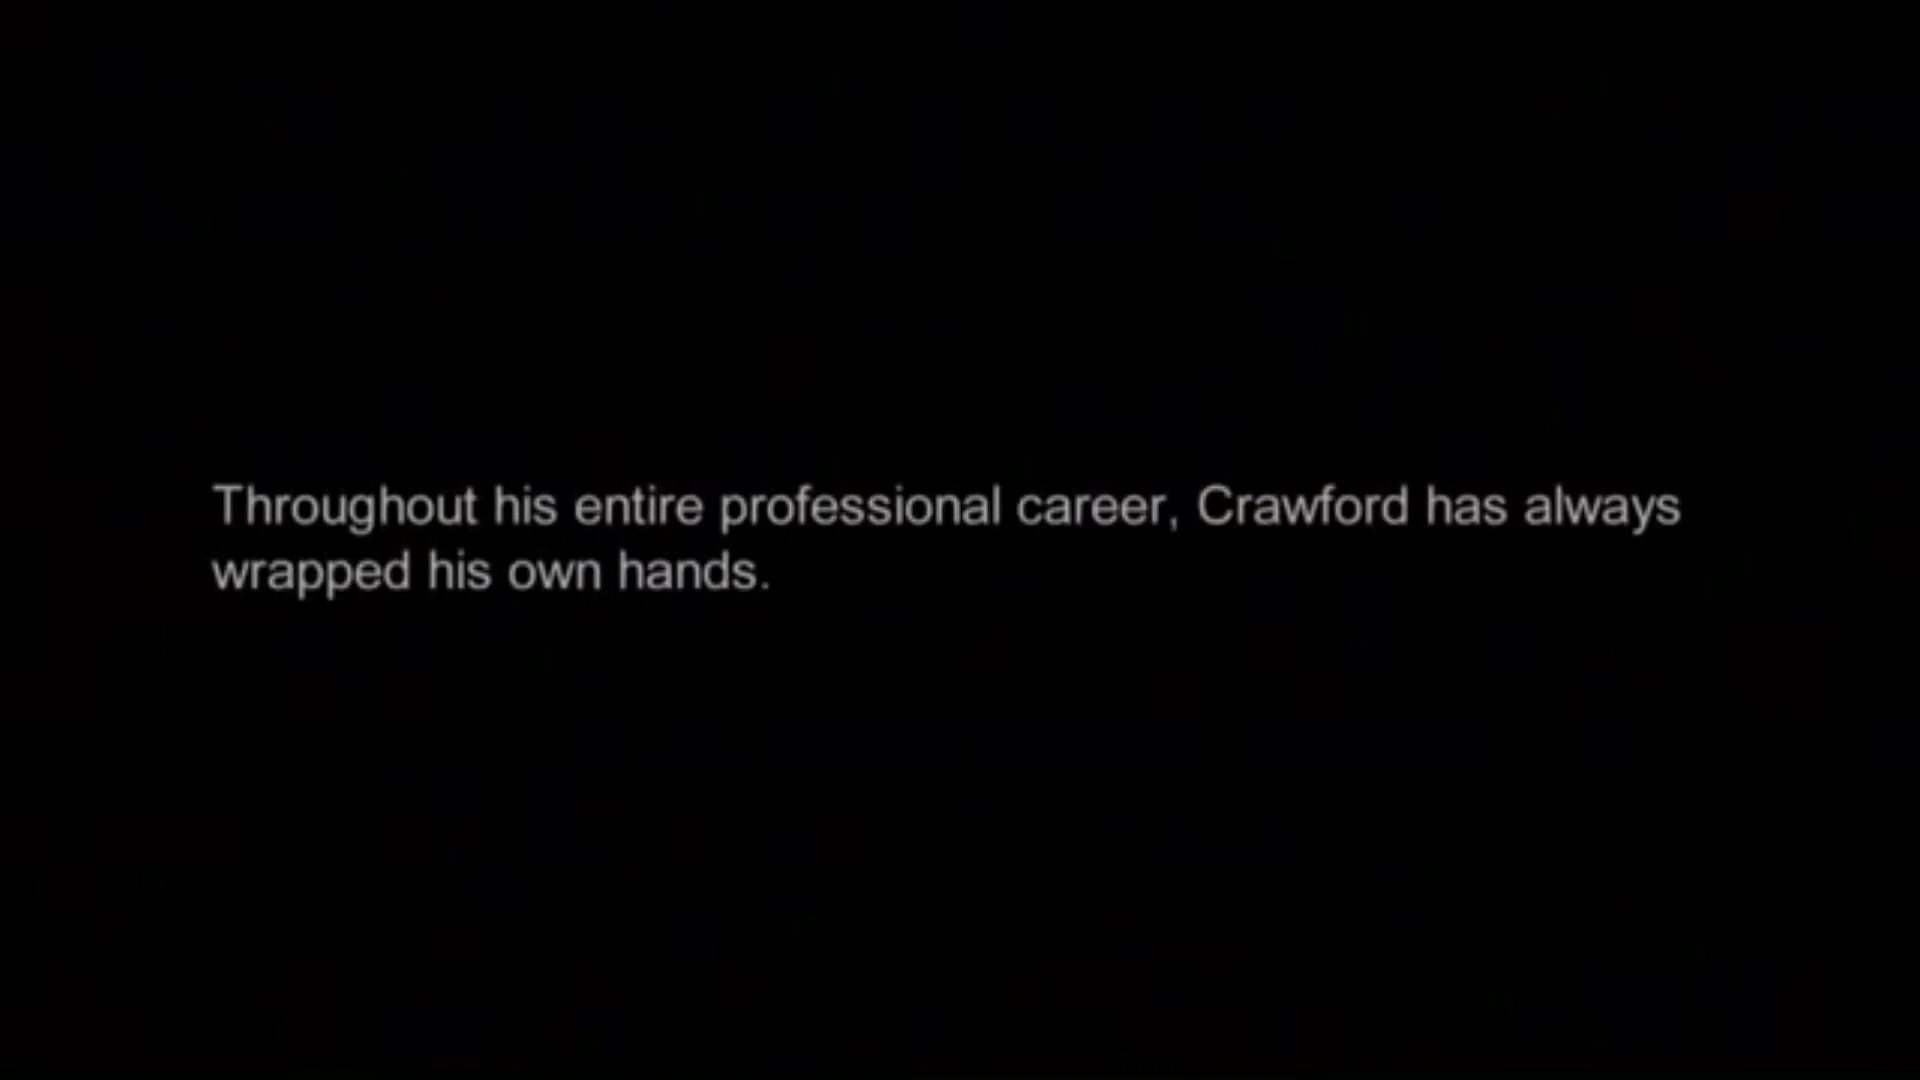 Throughout his entire professional career, Crawford has always
wrapped his own hands.